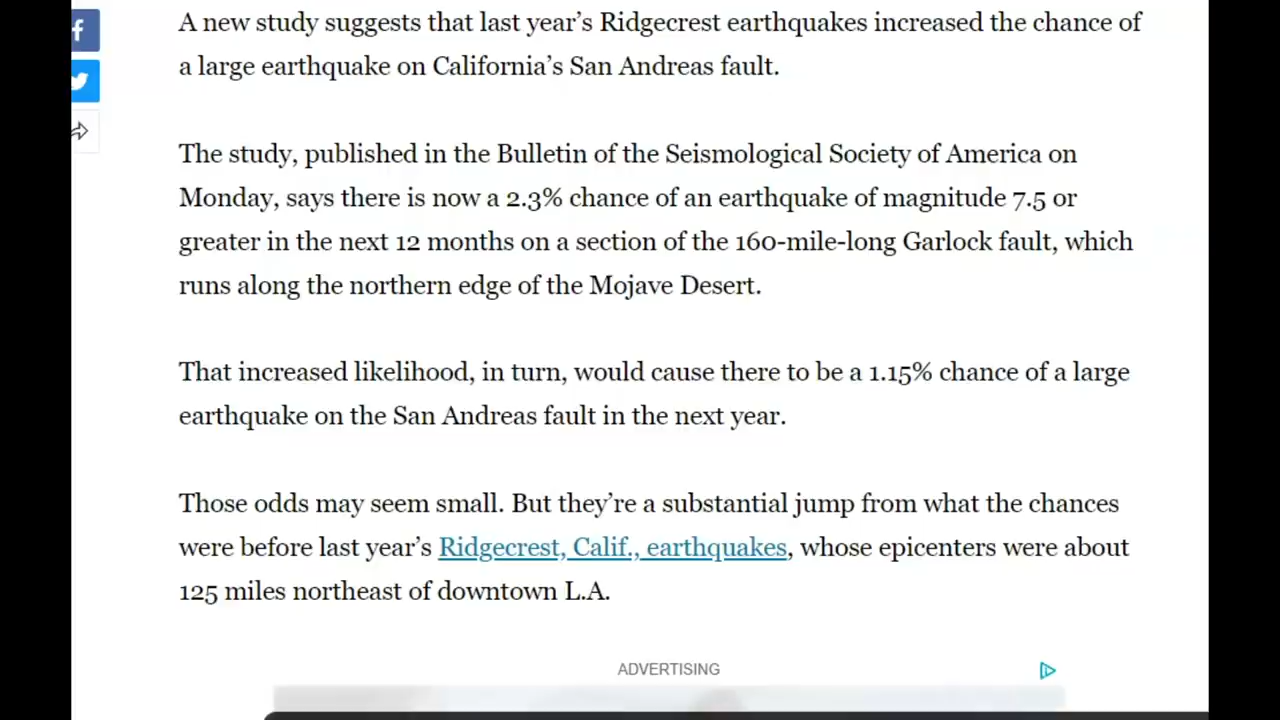 A new study suggests that last year’s Ridgecrest earthquakes increased the chance of
a large earthquake on California’s San Andreas fault.
The study, published in the Bulletin of the Seismological Society of America on
Monday, says there is now a 2.3% chance of an earthquake of magnitude 7.5 or
greater in the next 12 months on a section of the 160-mile-long Garlock fault, which
runs along the northern edge of the Mojave Desert.
That increased likelihood, in turn, would cause there to be a 1.15% chance of a large
earthquake on the San Andreas fault in the next year.
Those odds may seem small. But they’re a substantial jump from what the chances
were before last year’s Ridgecrest, Calif., earthquakes, whose epicenters were about
125 miles northeast of downtown L.A.
ADVERTISING